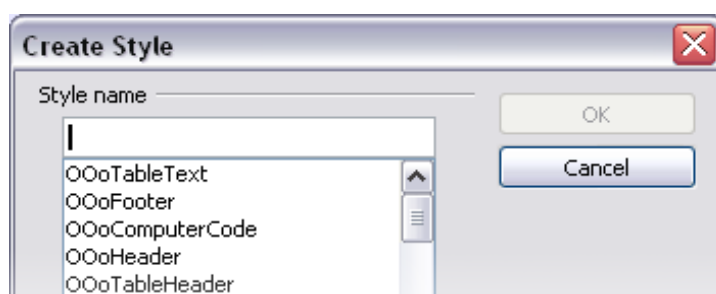 Create Style
Style name
OK
Cancel
OOoTableText
OOoFooter
OOoComputerCode
OOoHeader
OOoTableHeader